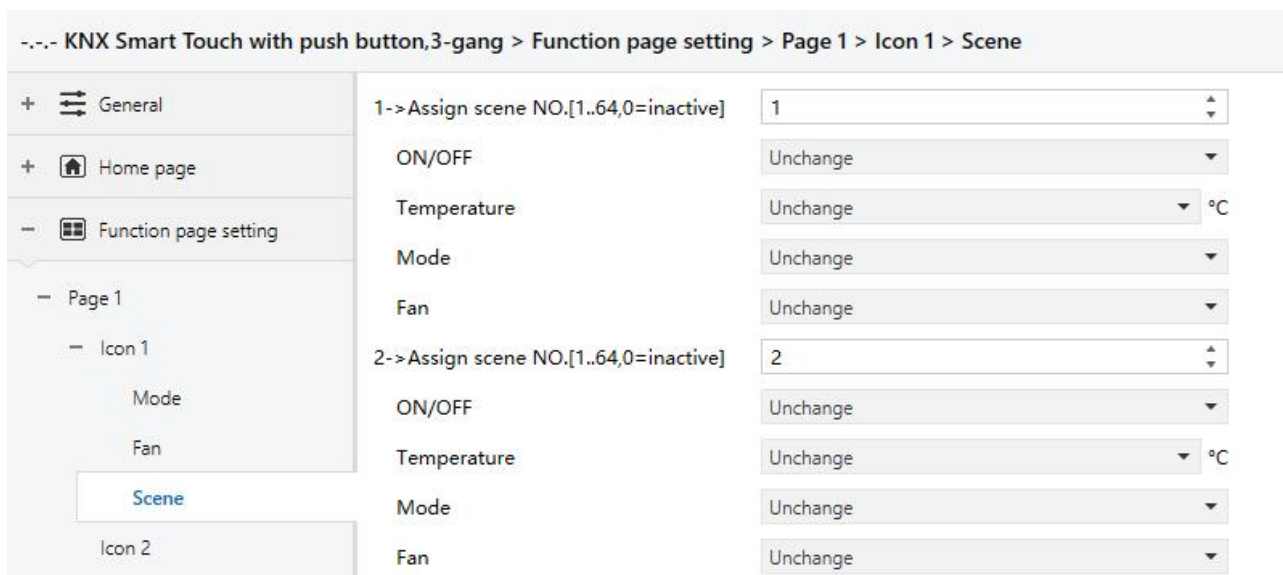 -.-.- KNX Smart Touch with push button,3-gang > Function page setting > Page 1 > Icon 1 > Scene
+ General
+ Home page
− Function page setting
− Page 1
− Icon 1
Mode
Fan
Scene
Icon 2
1->Assign scene NO.[1..64,0=inactive] 1
ON/OFF Unchange
Temperature Unchange °C
Mode Unchange
Fan Unchange
2->Assign scene NO.[1..64,0=inactive] 2
ON/OFF Unchange
Temperature Unchange °C
Mode Unchange
Fan Unchange